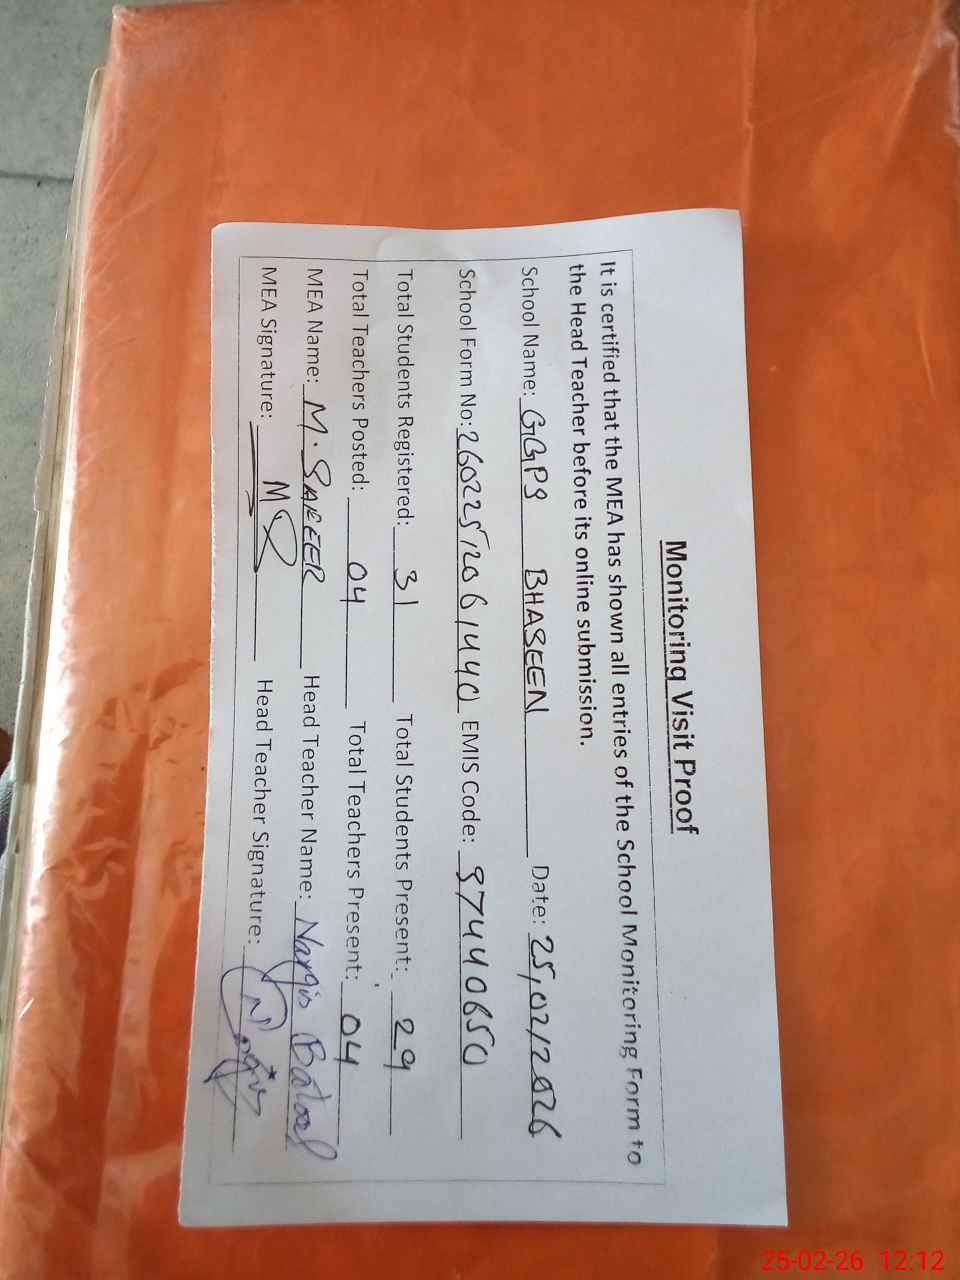 Monitoring Visit Proof
It is certified that the MEA has shown all entries of the School Monitoring Form to
the Head Teacher before its online submission.
School Name: GGPS BHASEEN Date: 25,02,2026
School Form No: 26022512061440 EMIS Code: 37440650
Total Students Registered: 31 Total Students Present: 29
Total Teachers Posted: 04 Total Teachers Present: 04
MEA Name: M. SAFEER Head Teacher Name: Nargis Batool
MEA Signature: Head Teacher Signature:
25-02-26 12:12